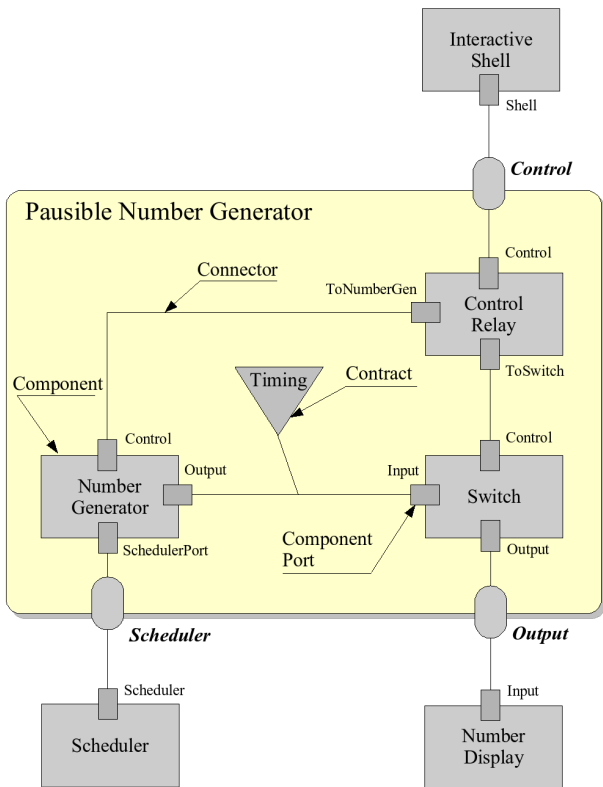 Interactive
Shell
Shell
Control
Pausible Number Generator
Control
Connector
ToNumberGen
Control
Relay
Timing
Contract
ToSwitch
Component
Control
Output
Input
Control
Number
Generator
Switch
SchedulerPort
Component
Port
Output
Scheduler
Output
Scheduler
Input
Scheduler
Number
Display